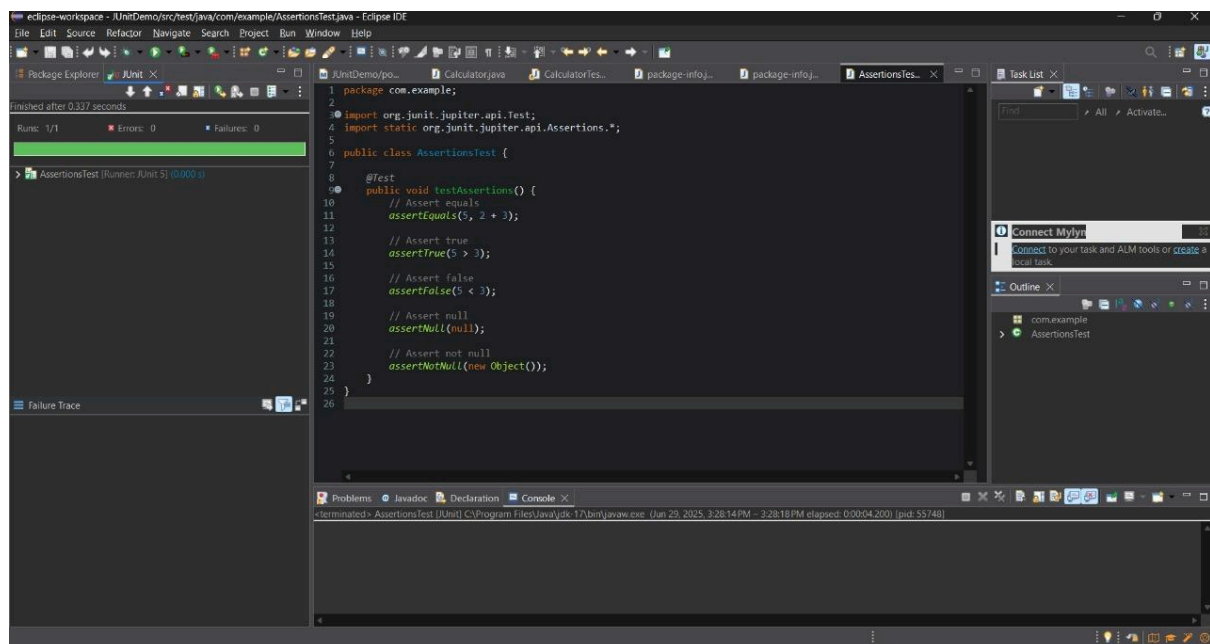 eclipse-workspace - JUnitDemo/src/test/java/com/example/AssertionsTest.java - Eclipse IDE
File Edit Source Refactor Navigate Search Project Run Window Help
Package Explorer JUnit
Finished after 0.337 seconds
Runs: 1/1 Errors: 0 Failures: 0
AssertionsTest [Runner: JUnit 5] (0.000 s)
Failure Trace
JUnitDemo/po... Calculator.java CalculatorTes... package-info.j... package-info.j... AssertionsTes...
1 package com.example;
2
3 import org.junit.jupiter.api.Test;
4 import static org.junit.jupiter.api.Assertions.*;
5
6 public class AssertionsTest {
7
8 @Test
9 public void testAssertions() {
10 // Assert equals
11 assertEquals(5, 2 + 3);
12
13 // Assert true
14 assertTrue(5 > 3);
15
16 // Assert false
17 assertFalse(5 < 3);
18
19 // Assert null
20 assertNull(null);
21
22 // Assert not null
23 assertNotNull(new Object());
24 }
25 }
26
Task List
Find All Activate...
Connect Mylyn
Connect to your task and ALM tools or create a
local task.
Outline
com.example
AssertionsTest
Problems Javadoc Declaration Console
<terminated> AssertionsTest [JUnit] C:\Program Files\Java\jdk-17\bin\javaw.exe (Jun 29, 2025, 3:28:14 PM – 3:28:18 PM elapsed: 0:00:04.200) [pid: 55748]